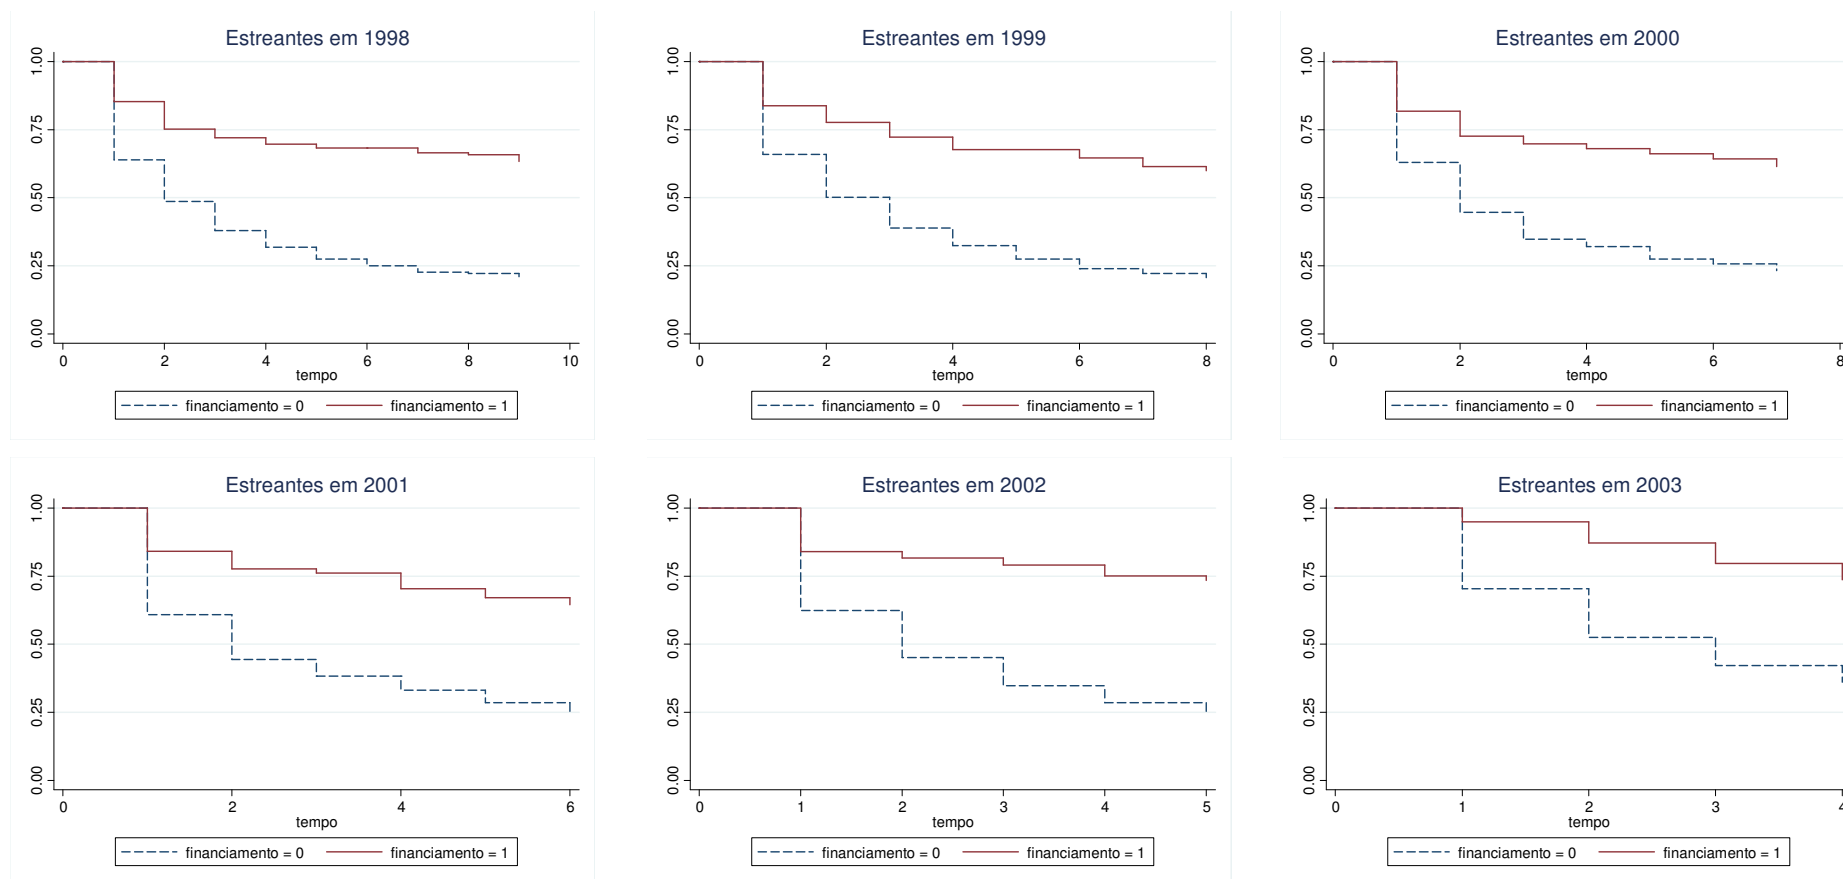 Estreantes em 1998
1.00
0.75
0.50
0.25
0.00
0 2 4 6 8 10
tempo
financiamento = 0 financiamento = 1
Estreantes em 1999
1.00
0.75
0.50
0.25
0.00
0 2 4 6 8
tempo
financiamento = 0 financiamento = 1
Estreantes em 2000
1.00
0.75
0.50
0.25
0.00
0 2 4 6 8
tempo
financiamento = 0 financiamento = 1
Estreantes em 2001
1.00
0.75
0.50
0.25
0.00
0 2 4 6
tempo
financiamento = 0 financiamento = 1
Estreantes em 2002
1.00
0.75
0.50
0.25
0.00
0 1 2 3 4 5
tempo
financiamento = 0 financiamento = 1
Estreantes em 2003
1.00
0.75
0.50
0.25
0.00
0 1 2 3 4
tempo
financiamento = 0 financiamento = 1